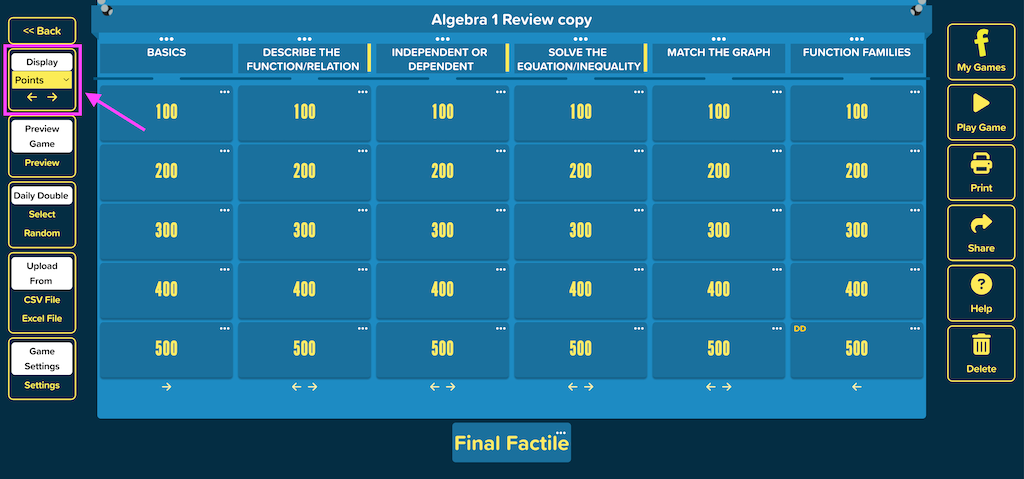 Algebra 1 Review copy
<< Back
Display
Points
Preview
Game
Preview
Daily Double
Select
Random
Upload
From
CSV File
Excel File
Game
Settings
Settings
BASICS
DESCRIBE THE
FUNCTION/RELATION
INDEPENDENT OR
DEPENDENT
SOLVE THE
EQUATION/INEQUALITY
MATCH THE GRAPH
FUNCTION FAMILIES
100 100 100 100 100 100
200 200 200 200 200 200
300 300 300 300 300 300
400 400 400 400 400 400
DD
500 500 500 500 500 500
Final Factile
My Games
Play Game
Print
Share
Help
Delete